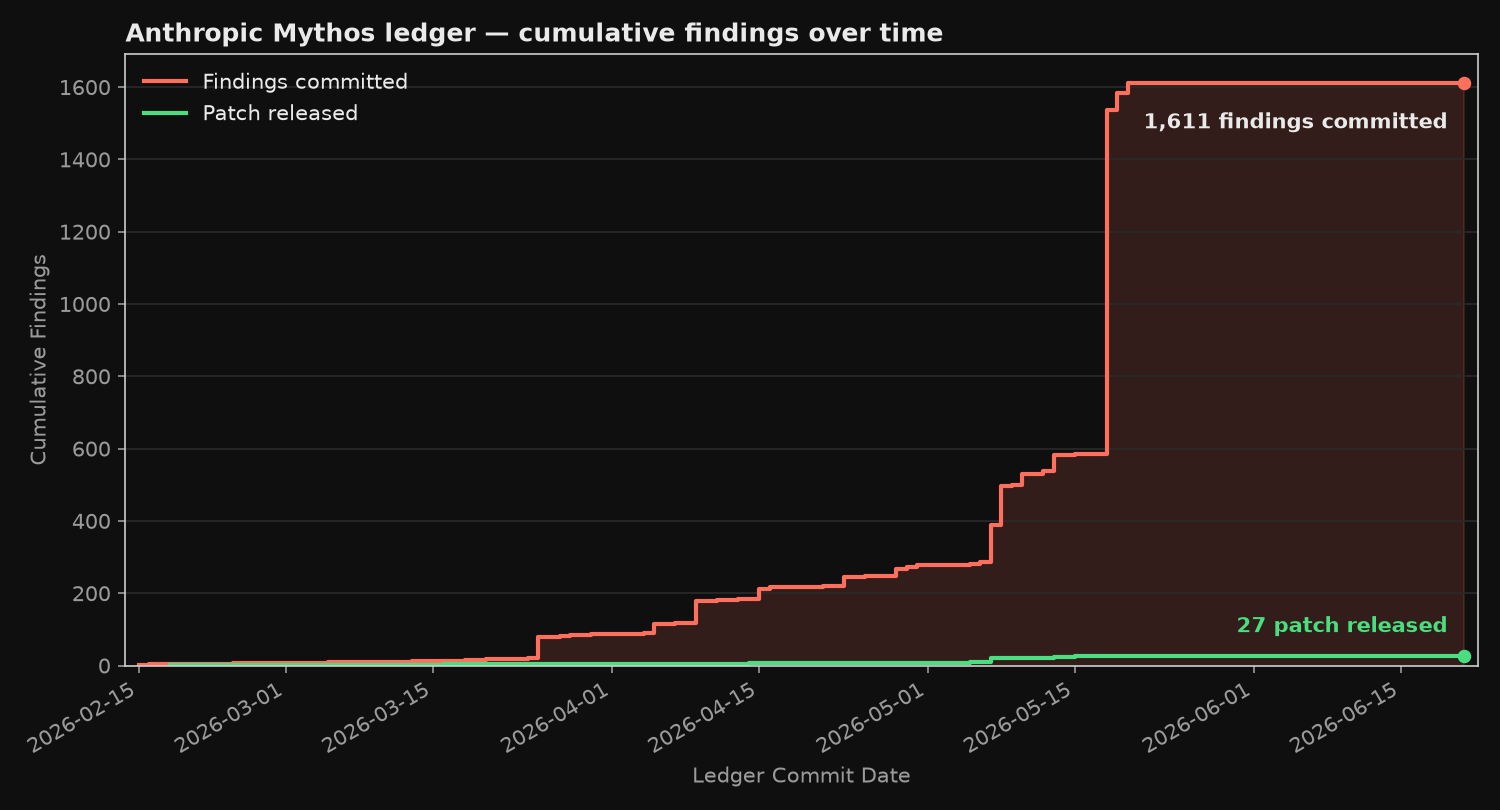 Anthropic Mythos ledger — cumulative findings over time
Findings committed
Patch released
1600
1400
1200
1000
800
600
400
200
0
Cumulative Findings
1,611 findings committed
27 patch released
2026-02-15
2026-03-01
2026-03-15
2026-04-01
2026-04-15
2026-05-01
2026-05-15
2026-06-01
2026-06-15
Ledger Commit Date